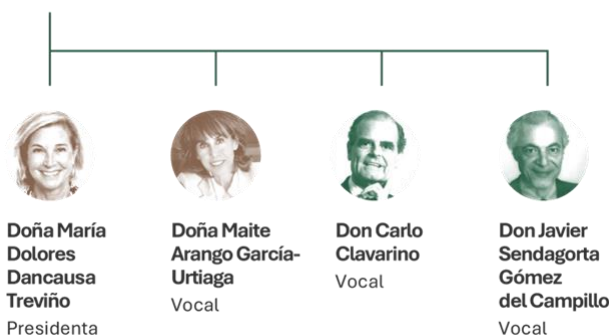 Doña María
Dolores
Dancausa
Treviño
Presidenta
Doña Maite
Arango García-
Urtiaga
Vocal
Don Carlo
Clavarino
Vocal
Don Javier
Sendagorta
Gómez
del Campillo
Vocal